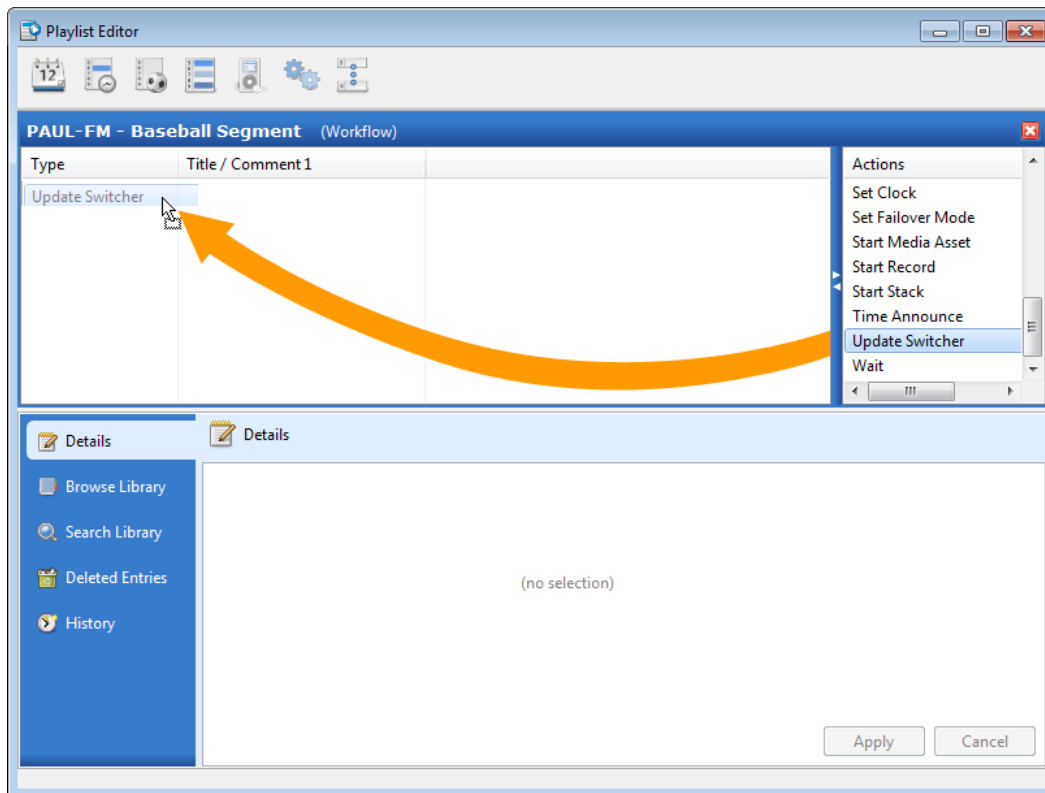 Playlist Editor
12
PAUL-FM - Baseball Segment (Workflow)
Type Title / Comment 1 Actions
Update Switcher
Set Clock
Set Failover Mode
Start Media Asset
Start Record
Start Stack
Time Announce
Update Switcher
Wait
Details
Browse Library
Search Library
Deleted Entries
History
Details
(no selection)
Apply Cancel